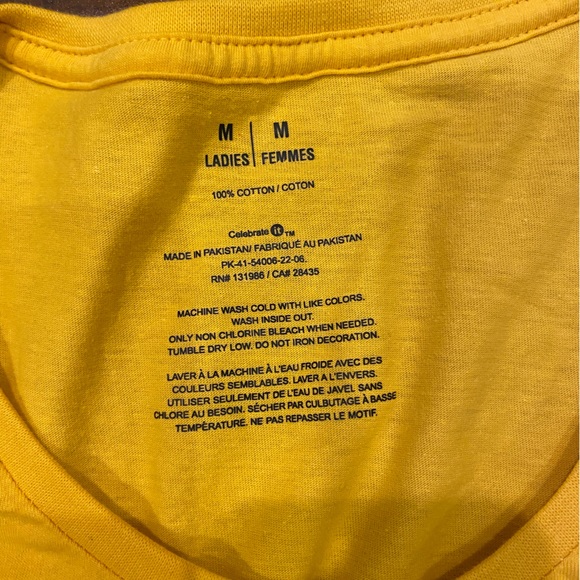 M | M
LADIES | FEMMES
100% COTTON / COTON
Celebrate it™
MADE IN PAKISTAN/ FABRIQUÉ AU PAKISTAN
PK-41-54006-22-06.
RN# 131986 / CA# 28435
MACHINE WASH COLD WITH LIKE COLORS.
WASH INSIDE OUT.
ONLY NON CHLORINE BLEACH WHEN NEEDED.
TUMBLE DRY LOW. DO NOT IRON DECORATION.
LAVER À LA MACHINE À L'EAU FROIDE AVEC DES
COULEURS SEMBLABLES. LAVER A L'ENVERS.
UTILISER SEULEMENT DE L'EAU DE JAVEL SANS
CHLORE AU BESOIN. SÉCHER PAR CULBUTAGE À BASSE
TEMPÉRATURE. NE PAS REPASSER LE MOTIF.